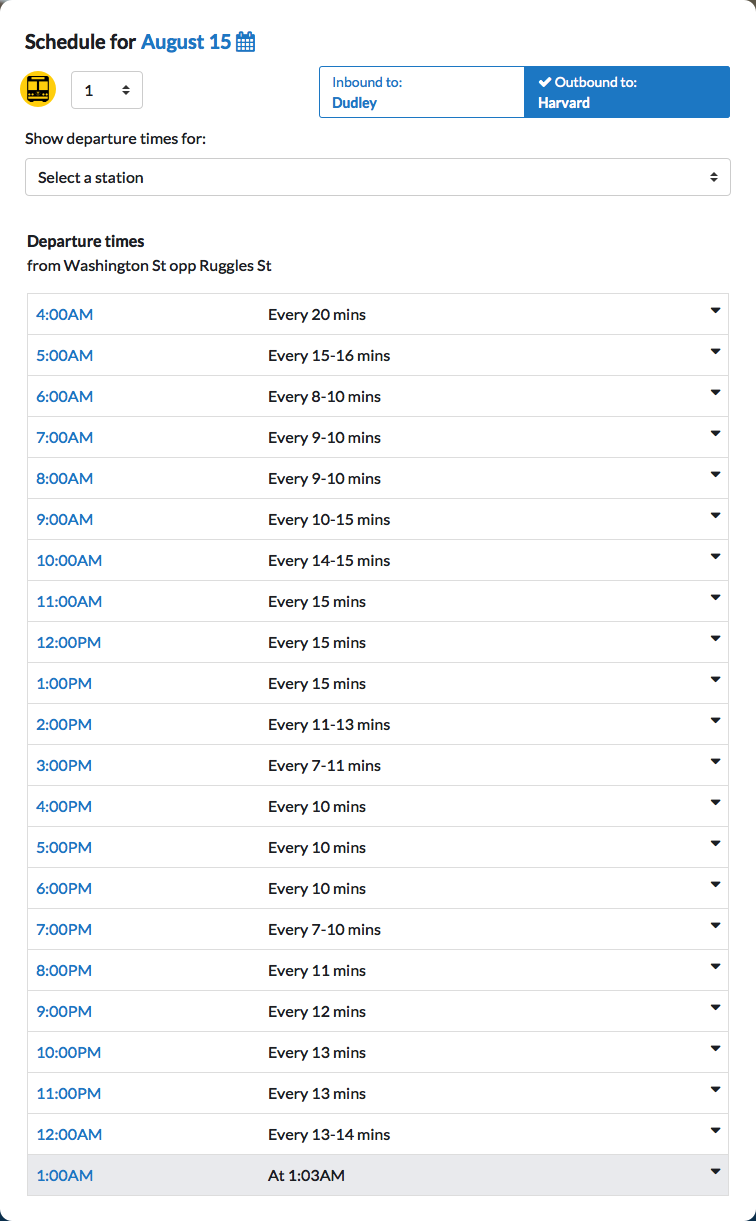 Schedule for August 15
1
Inbound to:
Dudley
Outbound to:
Harvard
Show departure times for:
Select a station
Departure times
from Washington St opp Ruggles St
4:00AM Every 20 mins
5:00AM Every 15-16 mins
6:00AM Every 8-10 mins
7:00AM Every 9-10 mins
8:00AM Every 9-10 mins
9:00AM Every 10-15 mins
10:00AM Every 14-15 mins
11:00AM Every 15 mins
12:00PM Every 15 mins
1:00PM Every 15 mins
2:00PM Every 11-13 mins
3:00PM Every 7-11 mins
4:00PM Every 10 mins
5:00PM Every 10 mins
6:00PM Every 10 mins
7:00PM Every 7-10 mins
8:00PM Every 11 mins
9:00PM Every 12 mins
10:00PM Every 13 mins
11:00PM Every 13 mins
12:00AM Every 13-14 mins
1:00AM At 1:03AM